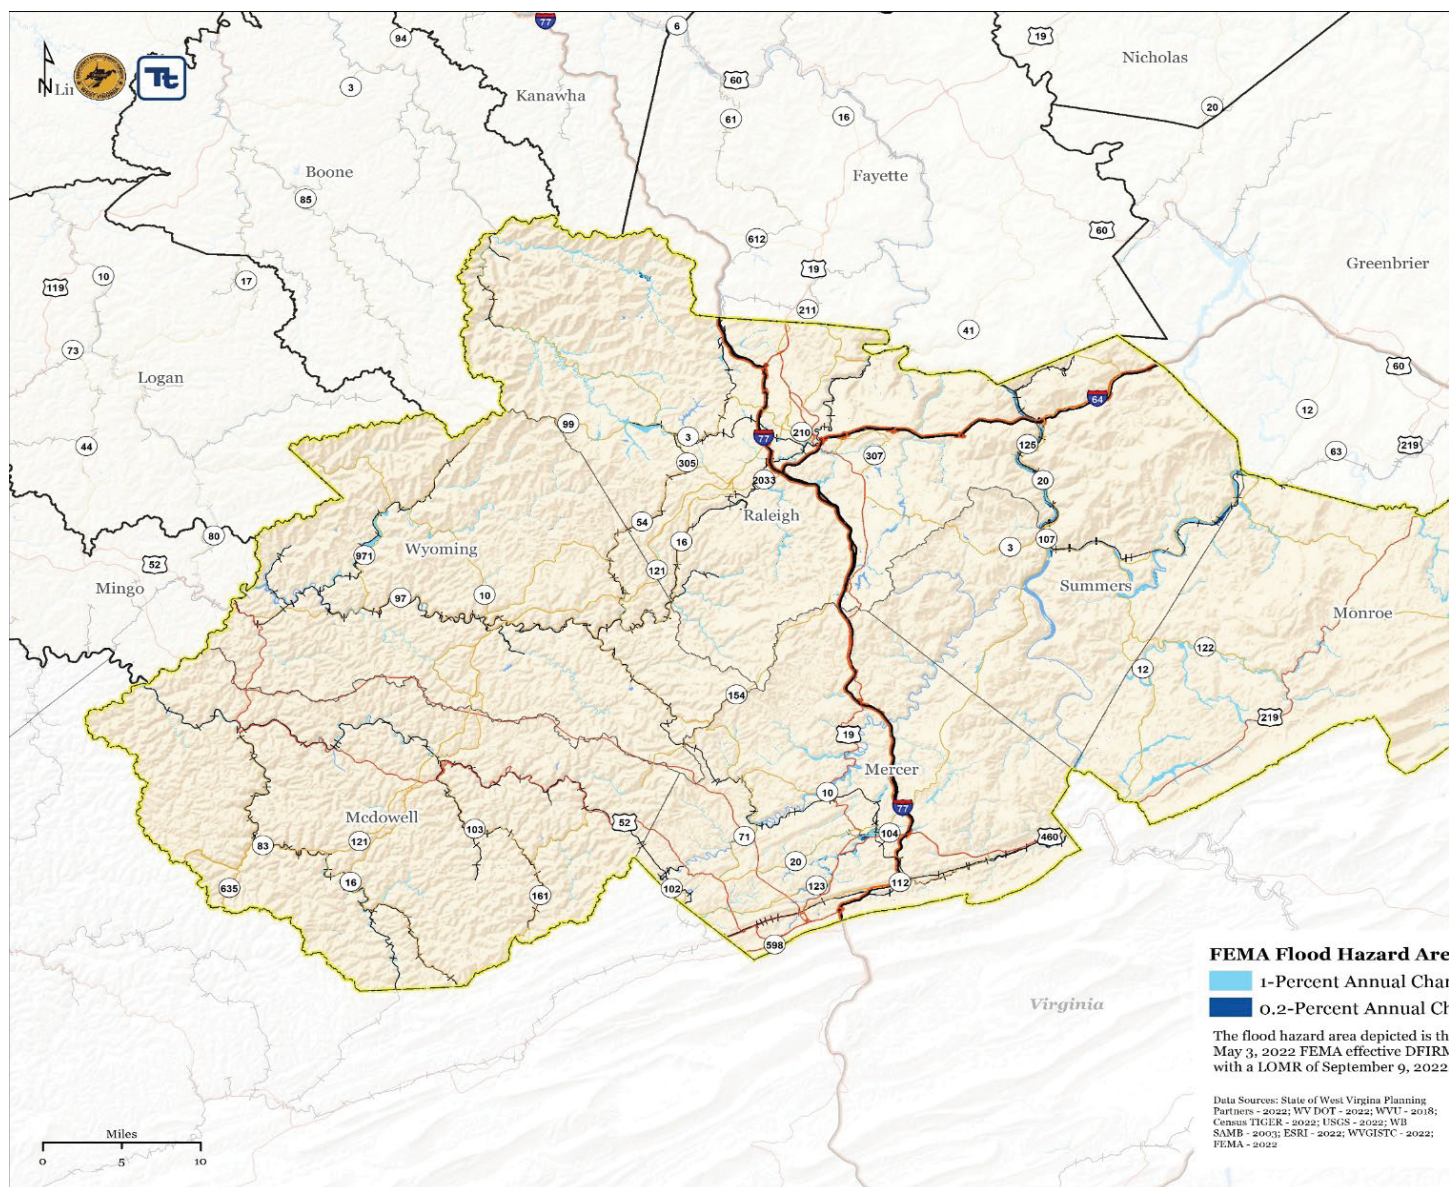 77
6
94
19
Nicholas
N
Lin
Tt
3
Kanawha
60
20
61
16
Boone
Fayette
85
60
612
Greenbrier
119
10
17
19
211
41
73
60
Logan
64
12
99
77
3
210
44
305
307
125
219
63
2033
20
Raleigh
54
80
16
107
3
52
971
Wyoming
121
Mingo
97
10
Summers
Monroe
122
12
154
219
19
Mercer
10
77
Mcdowell
103
52
71
104
460
83
121
20
16
635
161
102
123
112
598
FEMA Flood Hazard Are
1-Percent Annual Chan
0.2-Percent Annual Ch
Virginia
The flood hazard area depicted is th
May 3, 2022 FEMA effective DFIRM
with a LOMR of September 9, 2022
Data Sources: State of West Virgina Planning
Partners - 2022; WV DOT - 2022; WVU - 2018;
Census TIGER - 2022; USGS - 2022; WB
SAMB - 2003; ESRI - 2022; WVGISTC - 2022;
FEMA - 2022
Miles
0 5 10